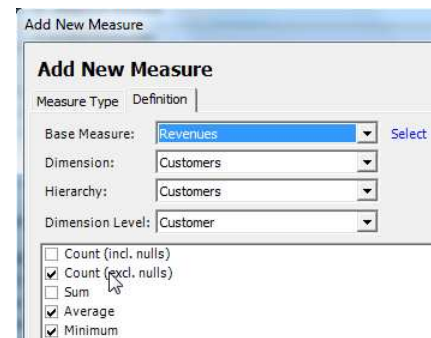 Add New Measure
Add New Measure
Measure Type Definition
Base Measure: Revenues Select
Dimension: Customers
Hierarchy: Customers
Dimension Level: Customer
Count (incl. nulls)
Count (excl. nulls)
Sum
Average
Minimum